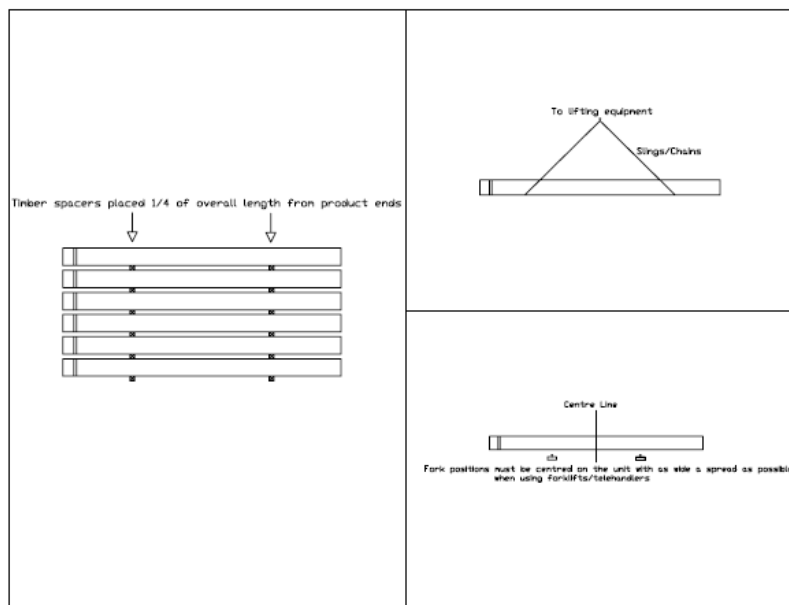 Timber spacers placed 1/4 of overall length from product ends
To lifting equipment
Slings/Chains
Centre Line
Fork positions must be centred on the unit with as wide a spread as possible
when using forklifts/telehandlers